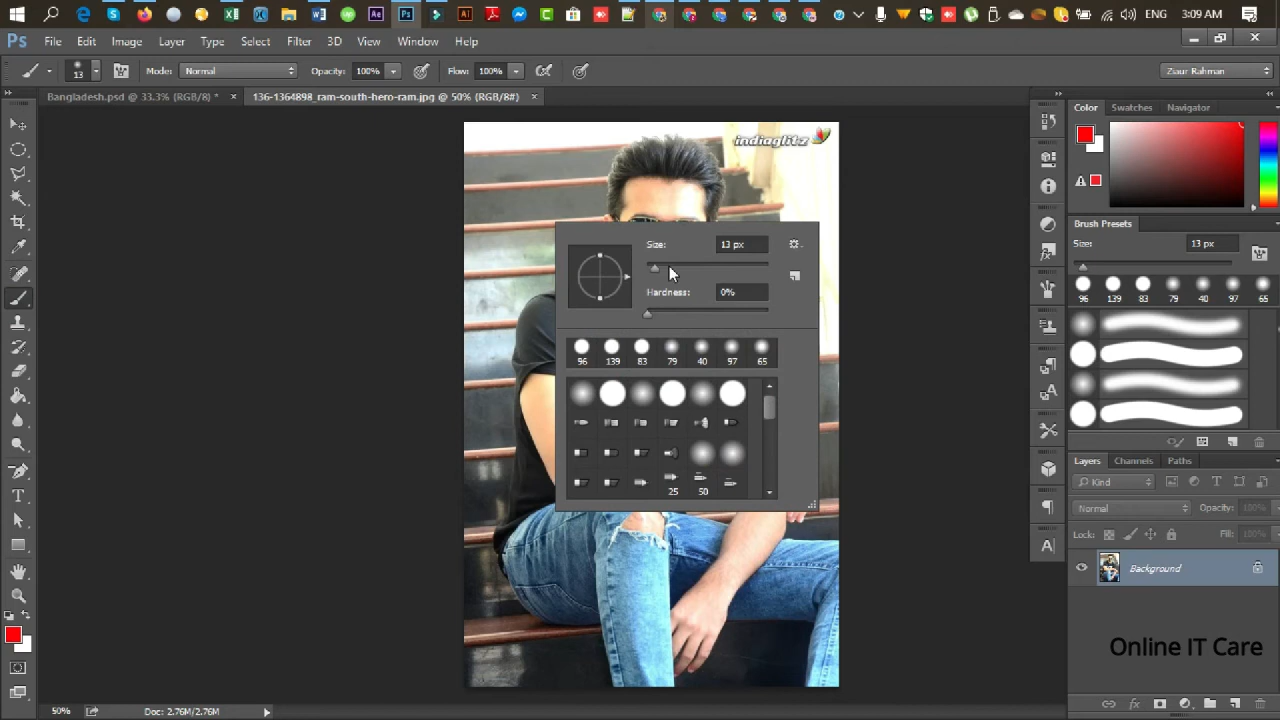 ENG
3:09 AM
Ps
File
Edit
Image
Layer
Type
Select
Filter
3D
View
Window
Help
13
Mode:
Normal
Opacity:
100%
Flow:
100%
Ziaur Rahman
Bangladesh.psd @ 33.3% (RGB/8) *
136-1364898_ram-south-hero-ram.jpg @ 50% (RGB/8#)
indiaglitz
Size:
13 px
Hardness:
0%
96
139
83
79
40
97
65
25
50
Color
Swatches
Navigator
Brush Presets
Size:
13 px
96
139
83
79
40
97
65
Layers
Channels
Paths
Kind
Normal
Opacity:
100%
Lock:
Fill:
100%
Background
Online IT Care
50%
Doc: 2.76M/2.76M